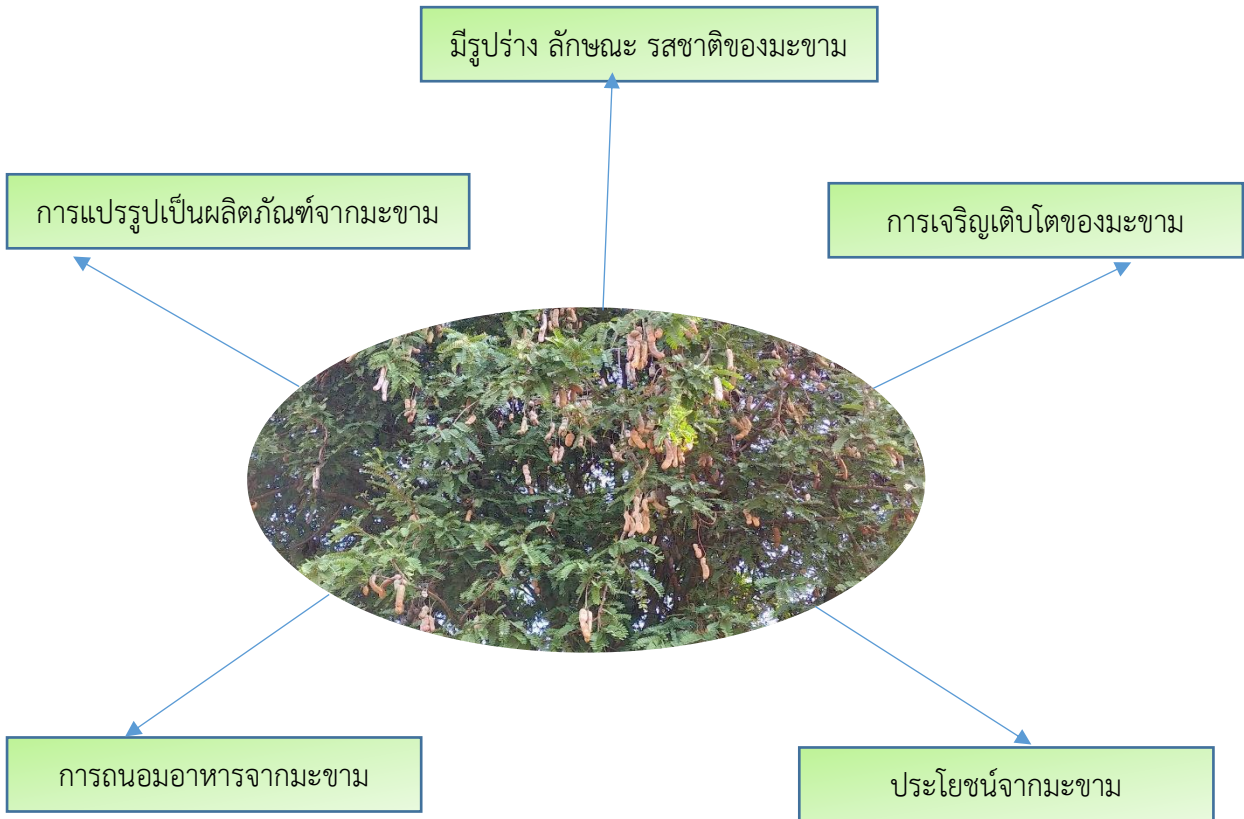 มีรูปร่าง ลักษณะ รสชาติของมะขาม
การแปรรูปเป็นผลิตภัณฑ์จากมะขาม
การเจริญเติบโตของมะขาม
การถนอมอาหารจากมะขาม
ประโยชน์จากมะขาม